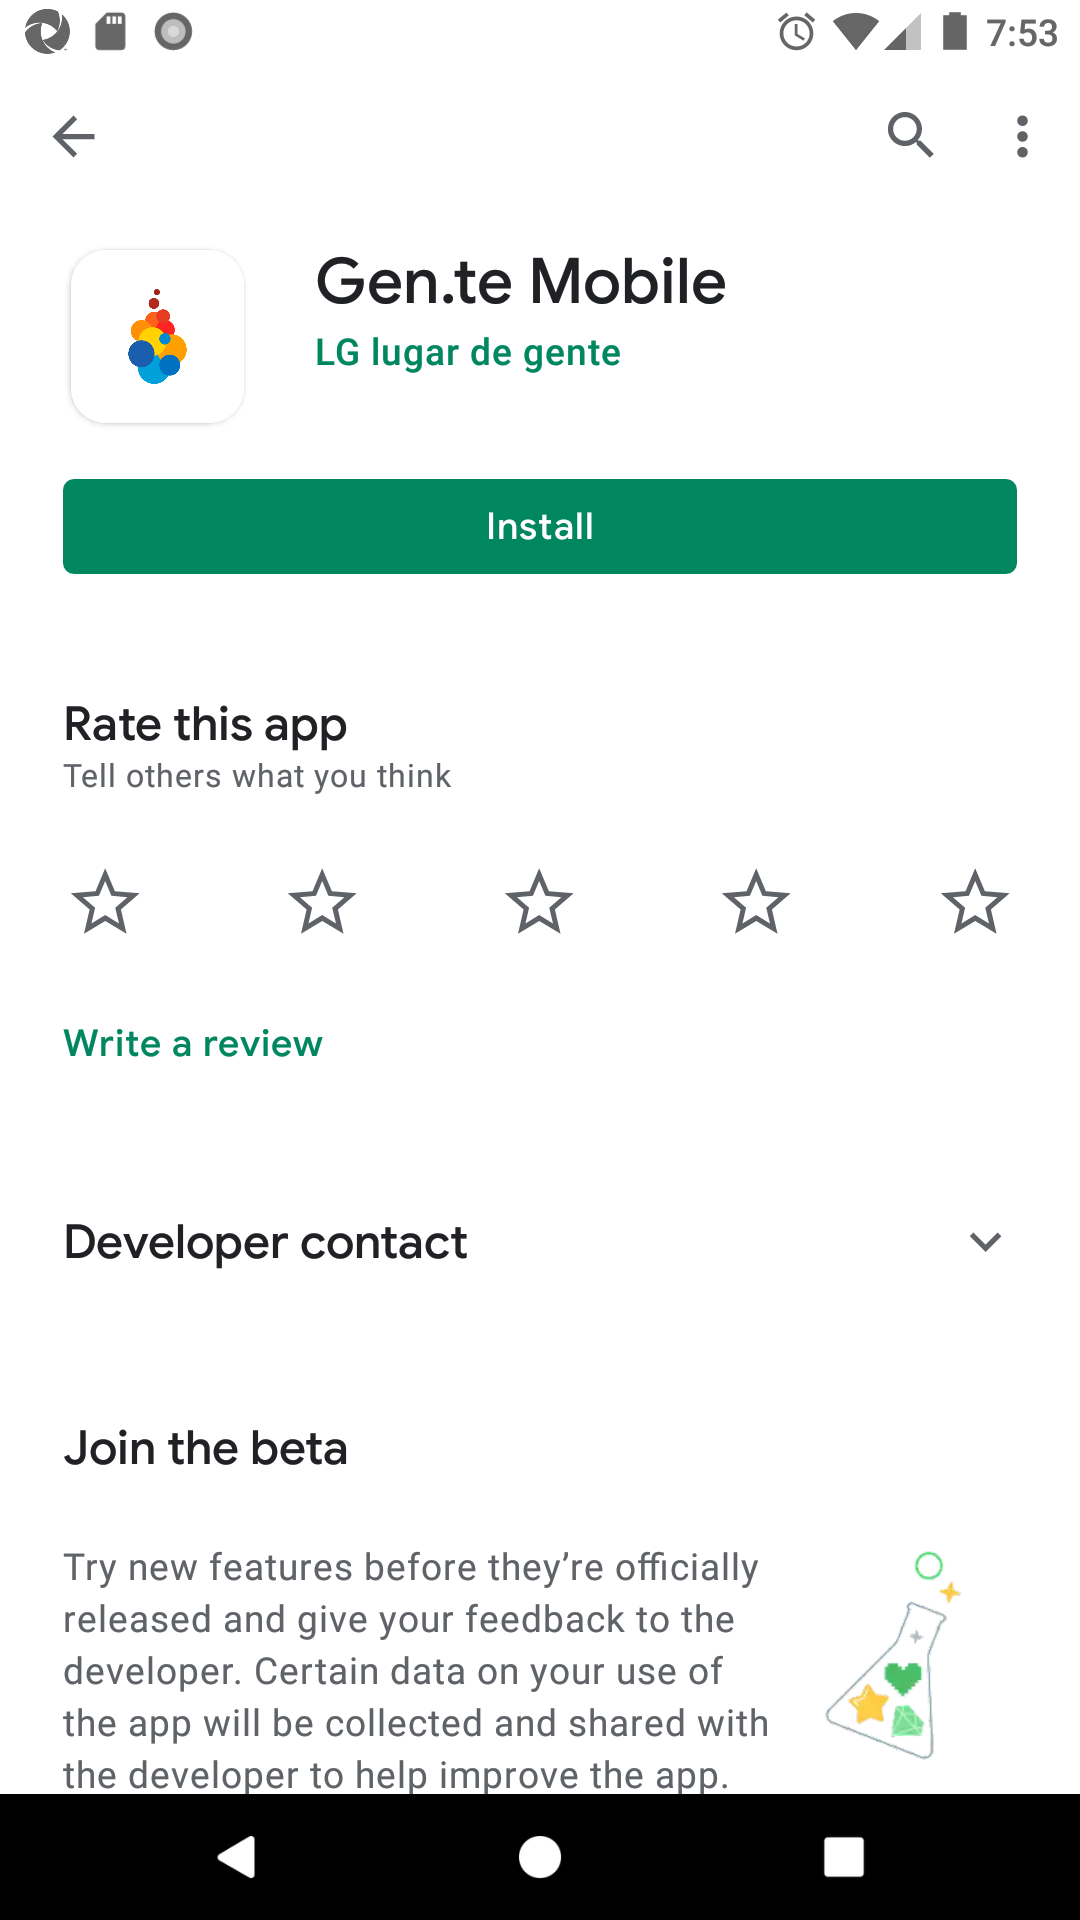 7:53
Gen.te Mobile
LG lugar de gente
Install
Rate this app
Tell others what you think
Write a review
Developer contact
Join the beta
Try new features before they’re officially
released and give your feedback to the
developer. Certain data on your use of
the app will be collected and shared with
the developer to help improve the app.